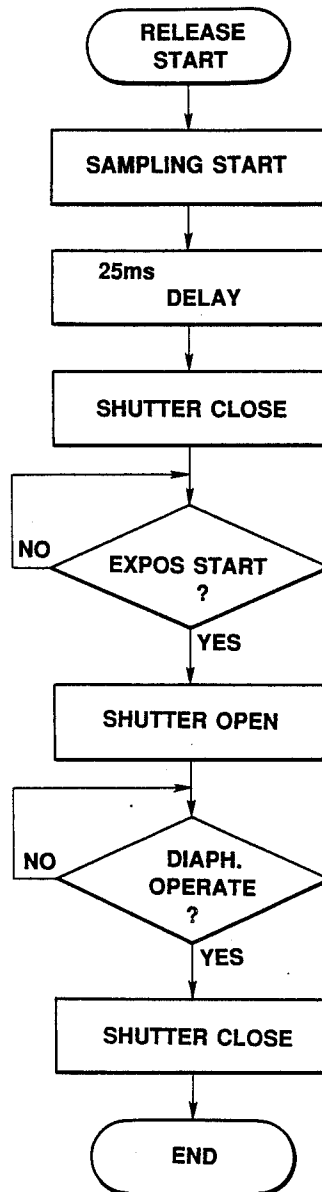 RELEASE
START
SAMPLING START
25ms
DELAY
SHUTTER CLOSE
EXPOS START
?
NO
YES
SHUTTER OPEN
DIAPH.
OPERATE
?
NO
YES
SHUTTER CLOSE
END